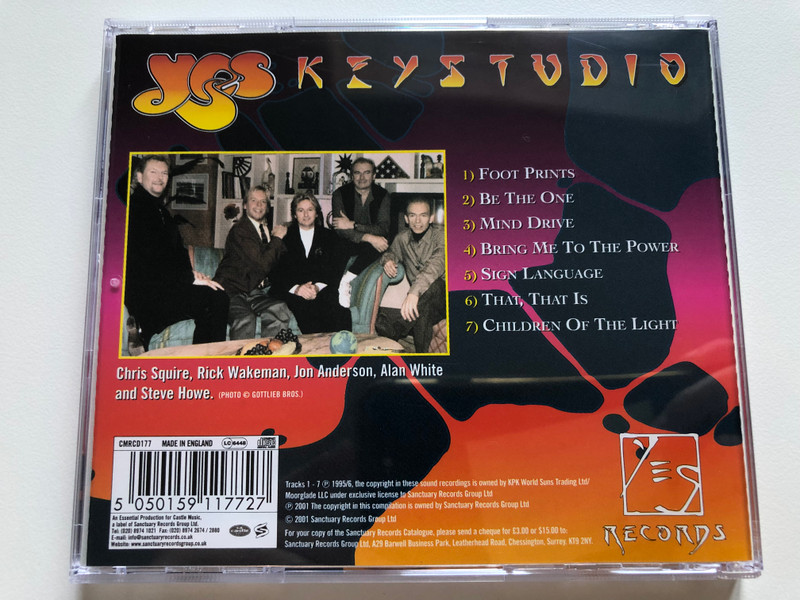 YES KEYSTUDIO
1) FOOT PRINTS
2) BE THE ONE
3) MIND DRIVE
4) BRING ME TO THE POWER
5) SIGN LANGUAGE
6) THAT, THAT IS
7) CHILDREN OF THE LIGHT
Chris Squire, Rick Wakeman, Jon Anderson, Alan White
and Steve Howe. (PHOTO © GOTTLIEB BROS.)
CMRCD177 MADE IN ENGLAND LC 6448
5 050159 117727
An Essential Production for Castle Music,
a label of Sanctuary Records Group Ltd.
Tel: (020) 8974 1021 Fax: (020) 8974 2674 / 2880
E-mail: info@sanctuaryrecords.co.uk
Website: www.sanctuaryrecordsgroup.co.uk
Tracks 1 - 7 ℗ 1995/6, the copyright in these sound recordings is owned by KPK World Suns Trading Ltd/
Moorglade LLC under exclusive license to Sanctuary Records Group Ltd
℗ 2001 The copyright in this compilation is owned by Sanctuary Records Group Ltd
© 2001 Sanctuary Records Group Ltd
For your copy of the Sanctuary Records Catalogue, please send a cheque for £3.00 or $15.00 to:
Sanctuary Records Group Ltd, A29 Barwell Business Park, Leatherhead Road, Chessington, Surrey. KT9 2NY.
YES
RECORDS